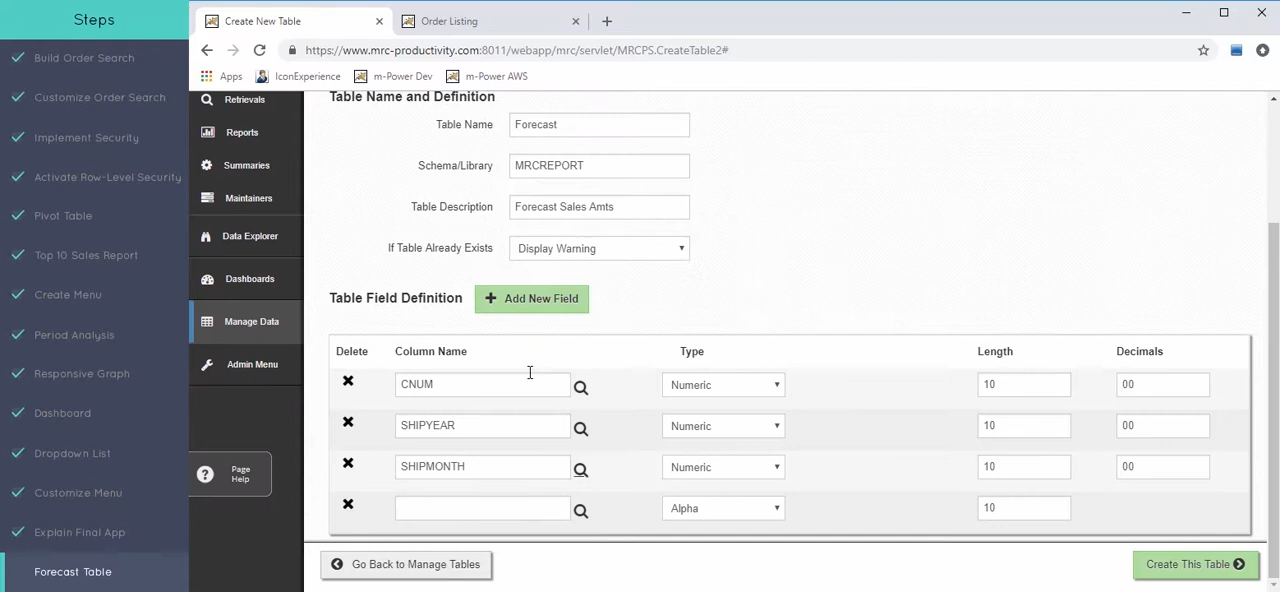 Steps
Build Order Search
Customize Order Search
Implement Security
Activate Row-Level Security
Pivot Table
Top 10 Sales Report
Create Menu
Period Analysis
Responsive Graph
Dashboard
Dropdown List
Customize Menu
Explain Final App
Forecast Table
Create New Table
Order Listing
https://www.mrc-productivity.com:8011/webapp/mrc/servlet/MRCPS.CreateTable2#
Apps IconExperience m-Power Dev m-Power AWS
Retrievals
Reports
Summaries
Maintainers
Data Explorer
Dashboards
Manage Data
Admin Menu
Page
Help
Table Name and Definition
Table Name Forecast
Schema/Library MRCREPORT
Table Description Forecast Sales Amts
If Table Already Exists Display Warning
Table Field Definition + Add New Field
Delete Column Name Type Length Decimals
CNUM Numeric 10 00
SHIPYEAR Numeric 10 00
SHIPMONTH Numeric 10 00
Alpha 10
Go Back to Manage Tables
Create This Table